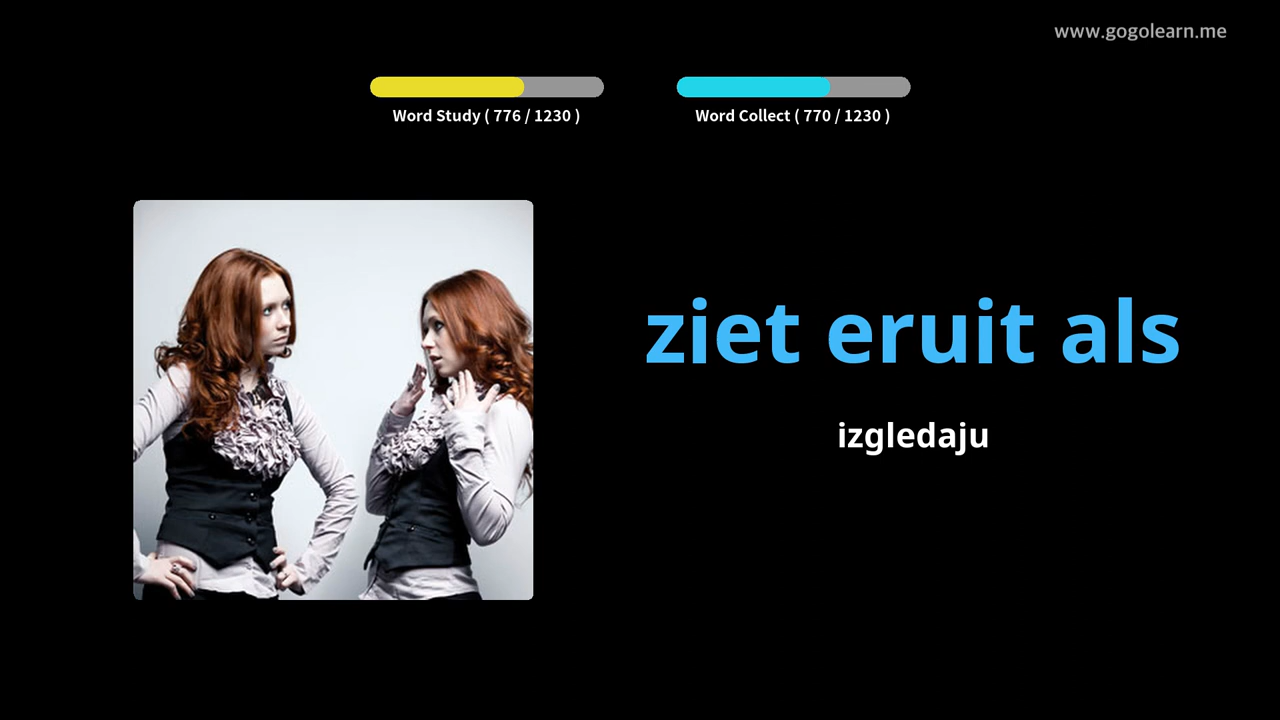 www.gogolearn.me
Word Study ( 776 / 1230 )
Word Collect ( 770 / 1230 )
ziet eruit als
izgledaju